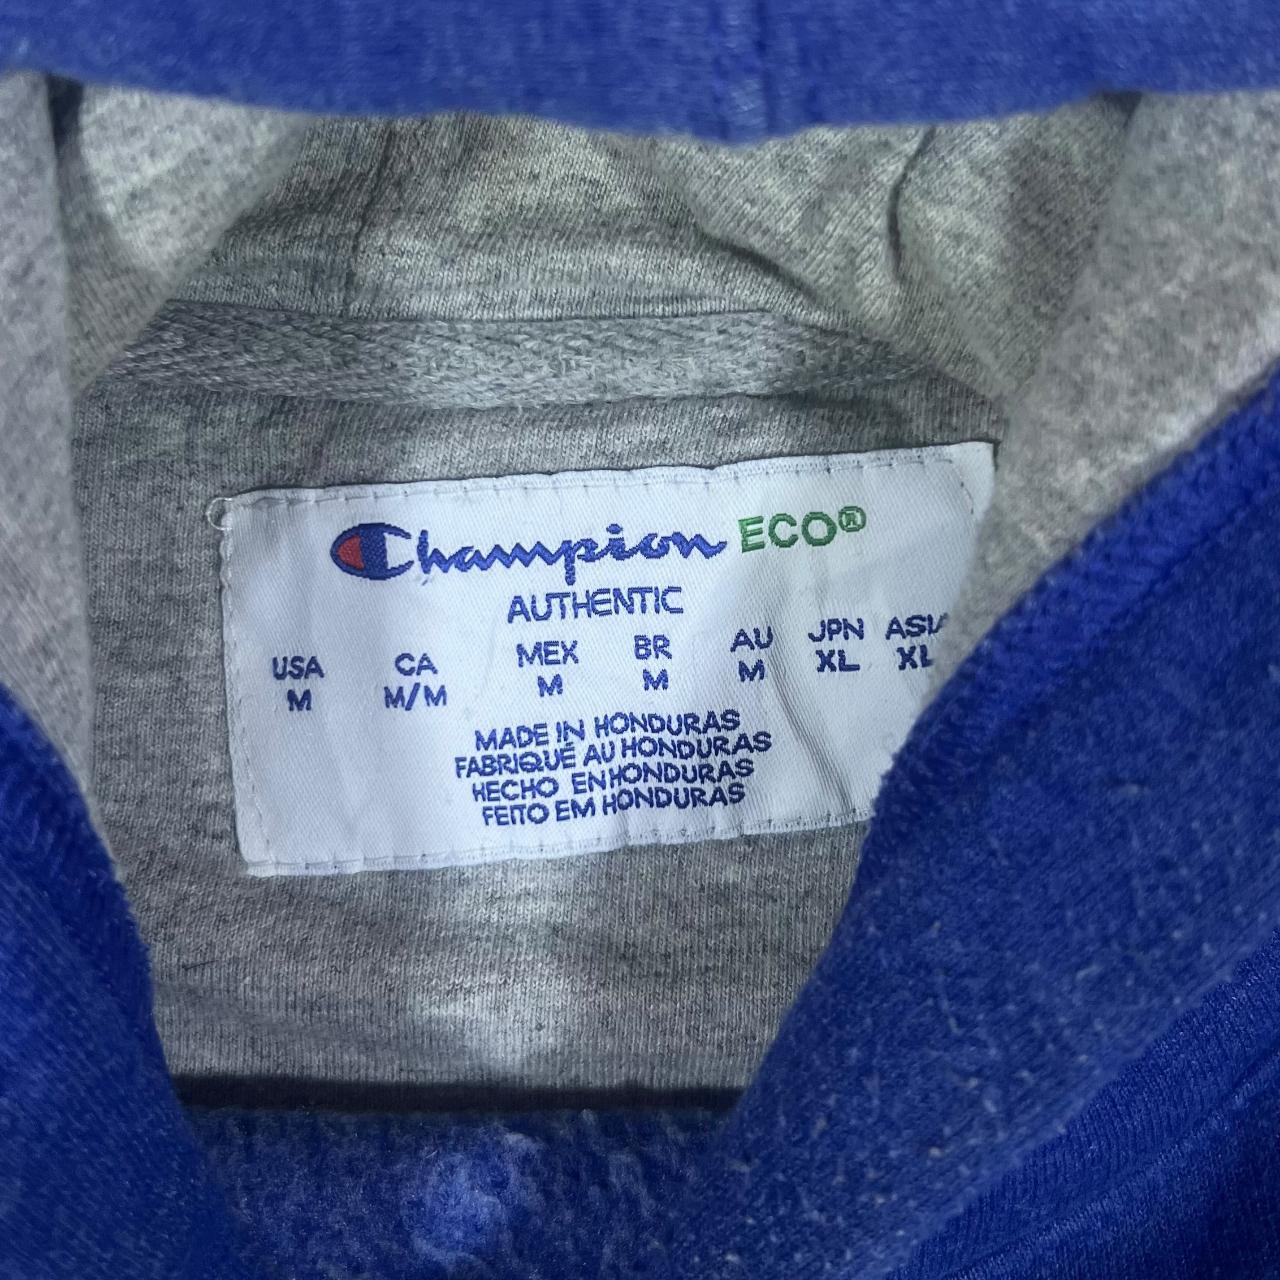 Champion ECO®
AUTHENTIC
USA CA MEX BR AU JPN ASIA
M M/M M M M XL XL
MADE IN HONDURAS
FABRIQUÉ AU HONDURAS
HECHO EN HONDURAS
FEITO EM HONDURAS